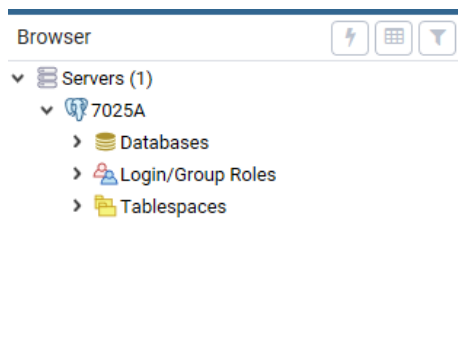 Browser
Servers (1)
7025A
Databases
Login/Group Roles
Tablespaces